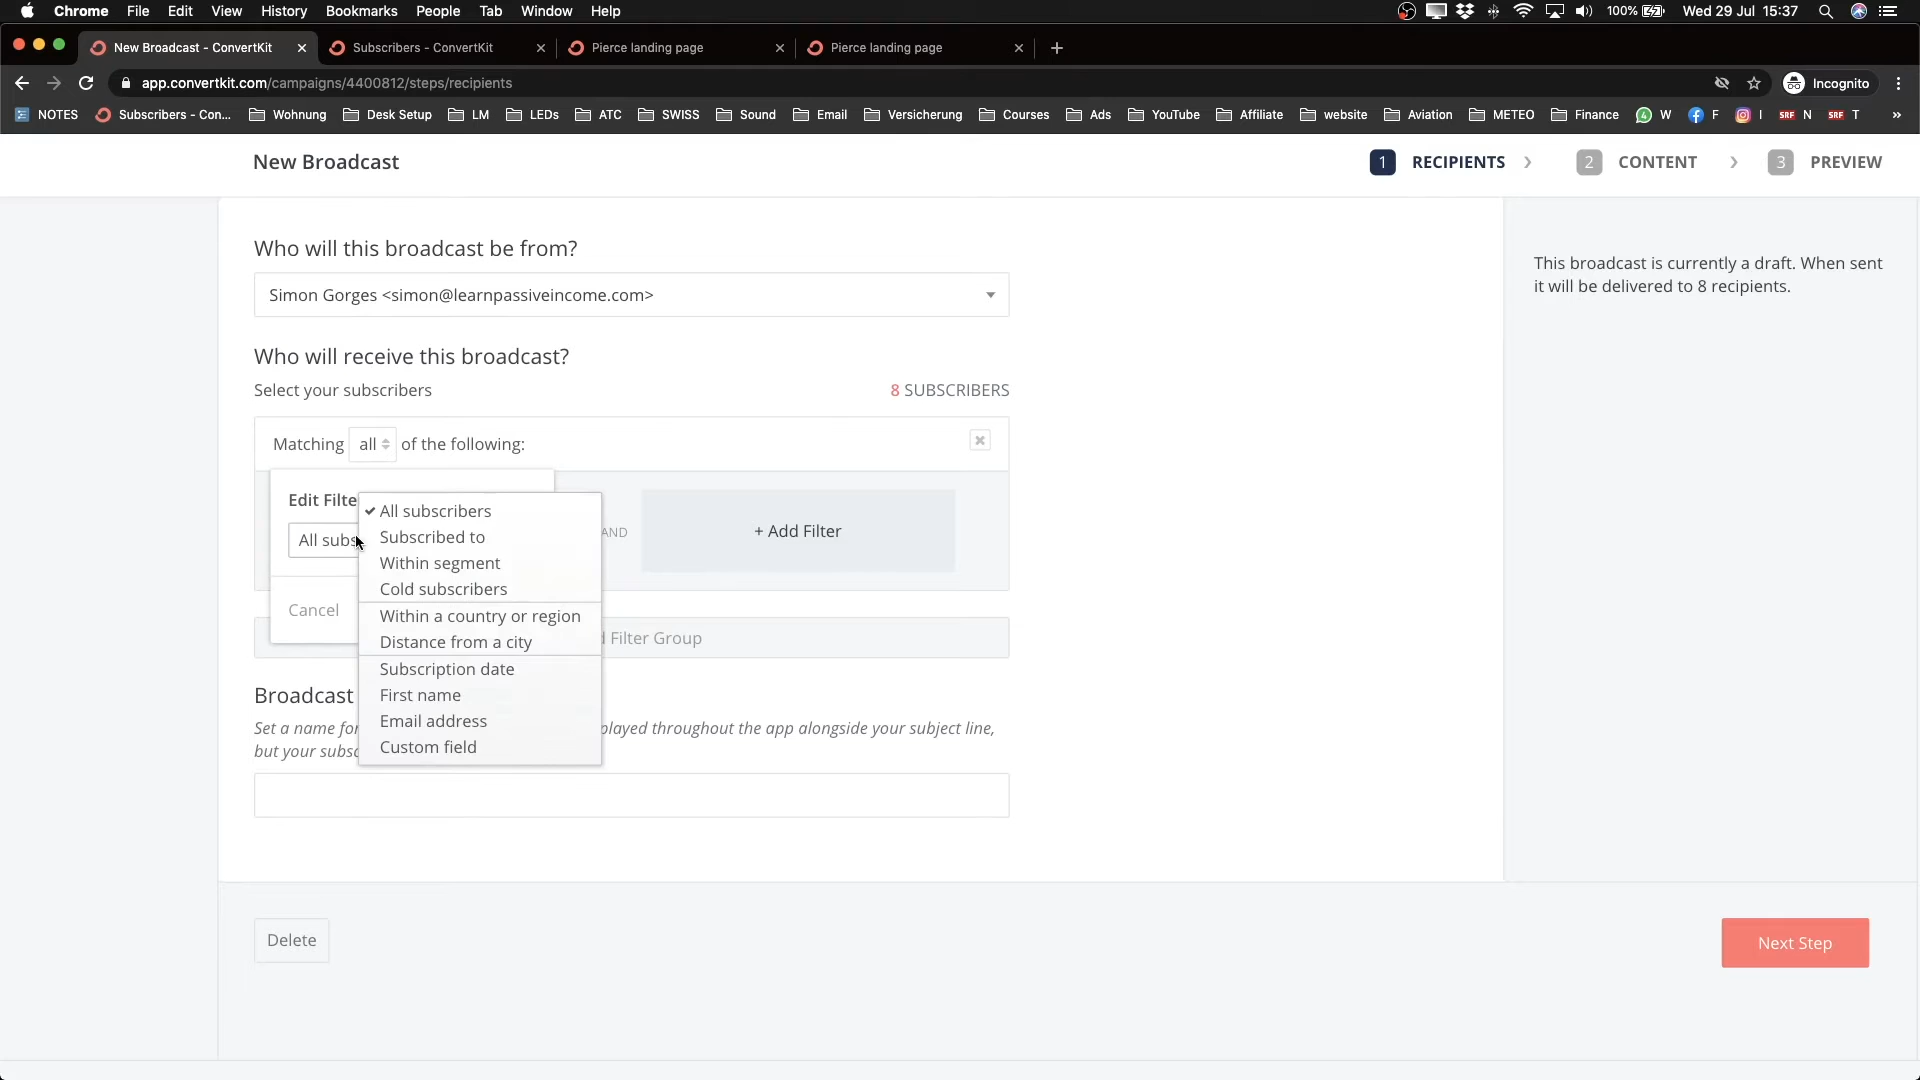 Chrome File Edit View History Bookmarks People Tab Window Help 100% Wed 29 Jul 15:37
New Broadcast - ConvertKit Subscribers - ConvertKit Pierce landing page Pierce landing page
app.convertkit.com/campaigns/4400812/steps/recipients Incognito
NOTES Subscribers - Con... Wohnung Desk Setup LM LEDs ATC SWISS Sound Email Versicherung Courses Ads YouTube Affiliate website Aviation METEO Finance W F I SRF N SRF T »
New Broadcast 1 RECIPIENTS 2 CONTENT 3 PREVIEW
Who will this broadcast be from?
Simon Gorges <simon@learnpassiveincome.com>
Who will receive this broadcast?
Select your subscribers 8 SUBSCRIBERS
Matching all of the following:
Edit Filte
All subs
Cancel
All subscribers
Subscribed to
Within segment
Cold subscribers
Within a country or region
Distance from a city
Subscription date
First name
Email address
Custom field
AND
+ Add Filter
d Filter Group
Broadcast
Set a name for played throughout the app alongside your subject line,
but your subsc
Delete
Next Step
This broadcast is currently a draft. When sent
it will be delivered to 8 recipients.